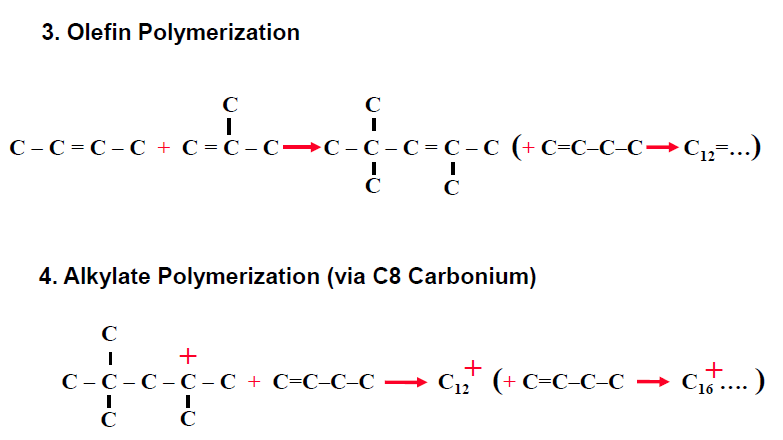 3. Olefin Polymerization
C C
C – C = C – C + C = C – C → C – C – C = C – C (+ C=C–C–C → C12=...)
C C
4. Alkylate Polymerization (via C8 Carbonium)
C
+
C – C – C – C – C + C=C–C–C → C12+ (+ C=C–C–C → C16+.... )
C C